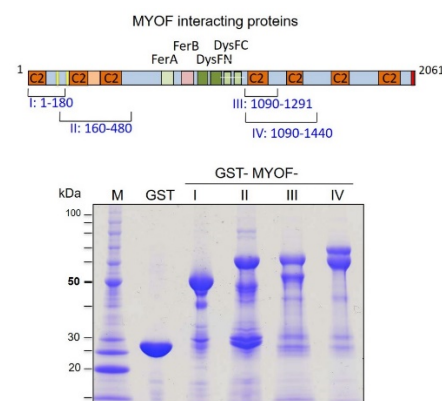 MYOF interacting proteins
FerB DysFC
FerA DysFN
1 C2 C2 C2 C2 C2 C2 C2 2061
I: 1-180 III: 1090-1291
II: 160-480 IV: 1090-1440
GST- MYOF-
kDa M GST I II III IV
100
50
30
20